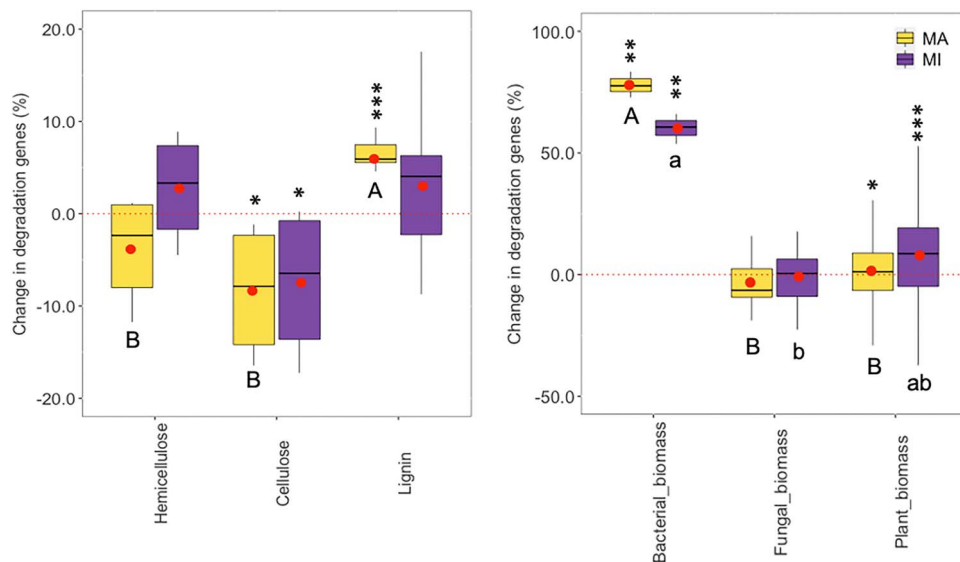 Change in degradation genes (%)
20.0
10.0
0.0
-10.0
-20.0
B
*
B
*
***
A
Hemicellulose
Cellulose
Lignin
Change in degradation genes (%)
100.0
50.0
0.0
-50.0
MA
MI
**
A
**
a
B
b
*
B
***
ab
Bacterial_biomass
Fungal_biomass
Plant_biomass